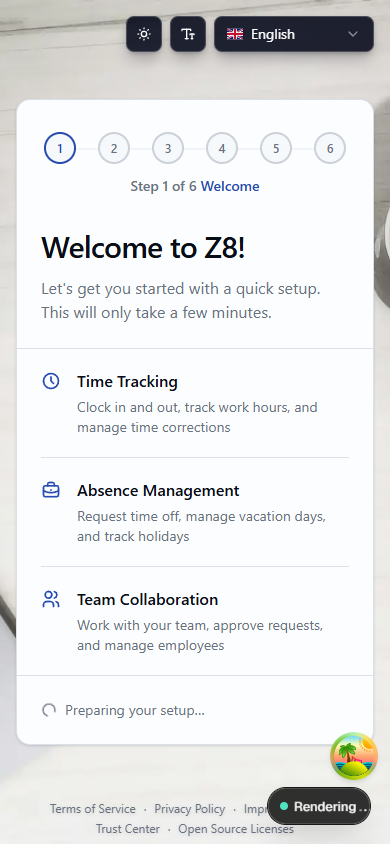 Tт English
1 2 3 4 5 6
Step 1 of 6 Welcome
Welcome to Z8!
Let's get you started with a quick setup.
This will only take a few minutes.
Time Tracking
Clock in and out, track work hours, and
manage time corrections
Absence Management
Request time off, manage vacation days,
and track holidays
Team Collaboration
Work with your team, approve requests,
and manage employees
Preparing your setup...
Terms of Service · Privacy Policy ·
Rendering ...
Trust Center · Open Source Licenses